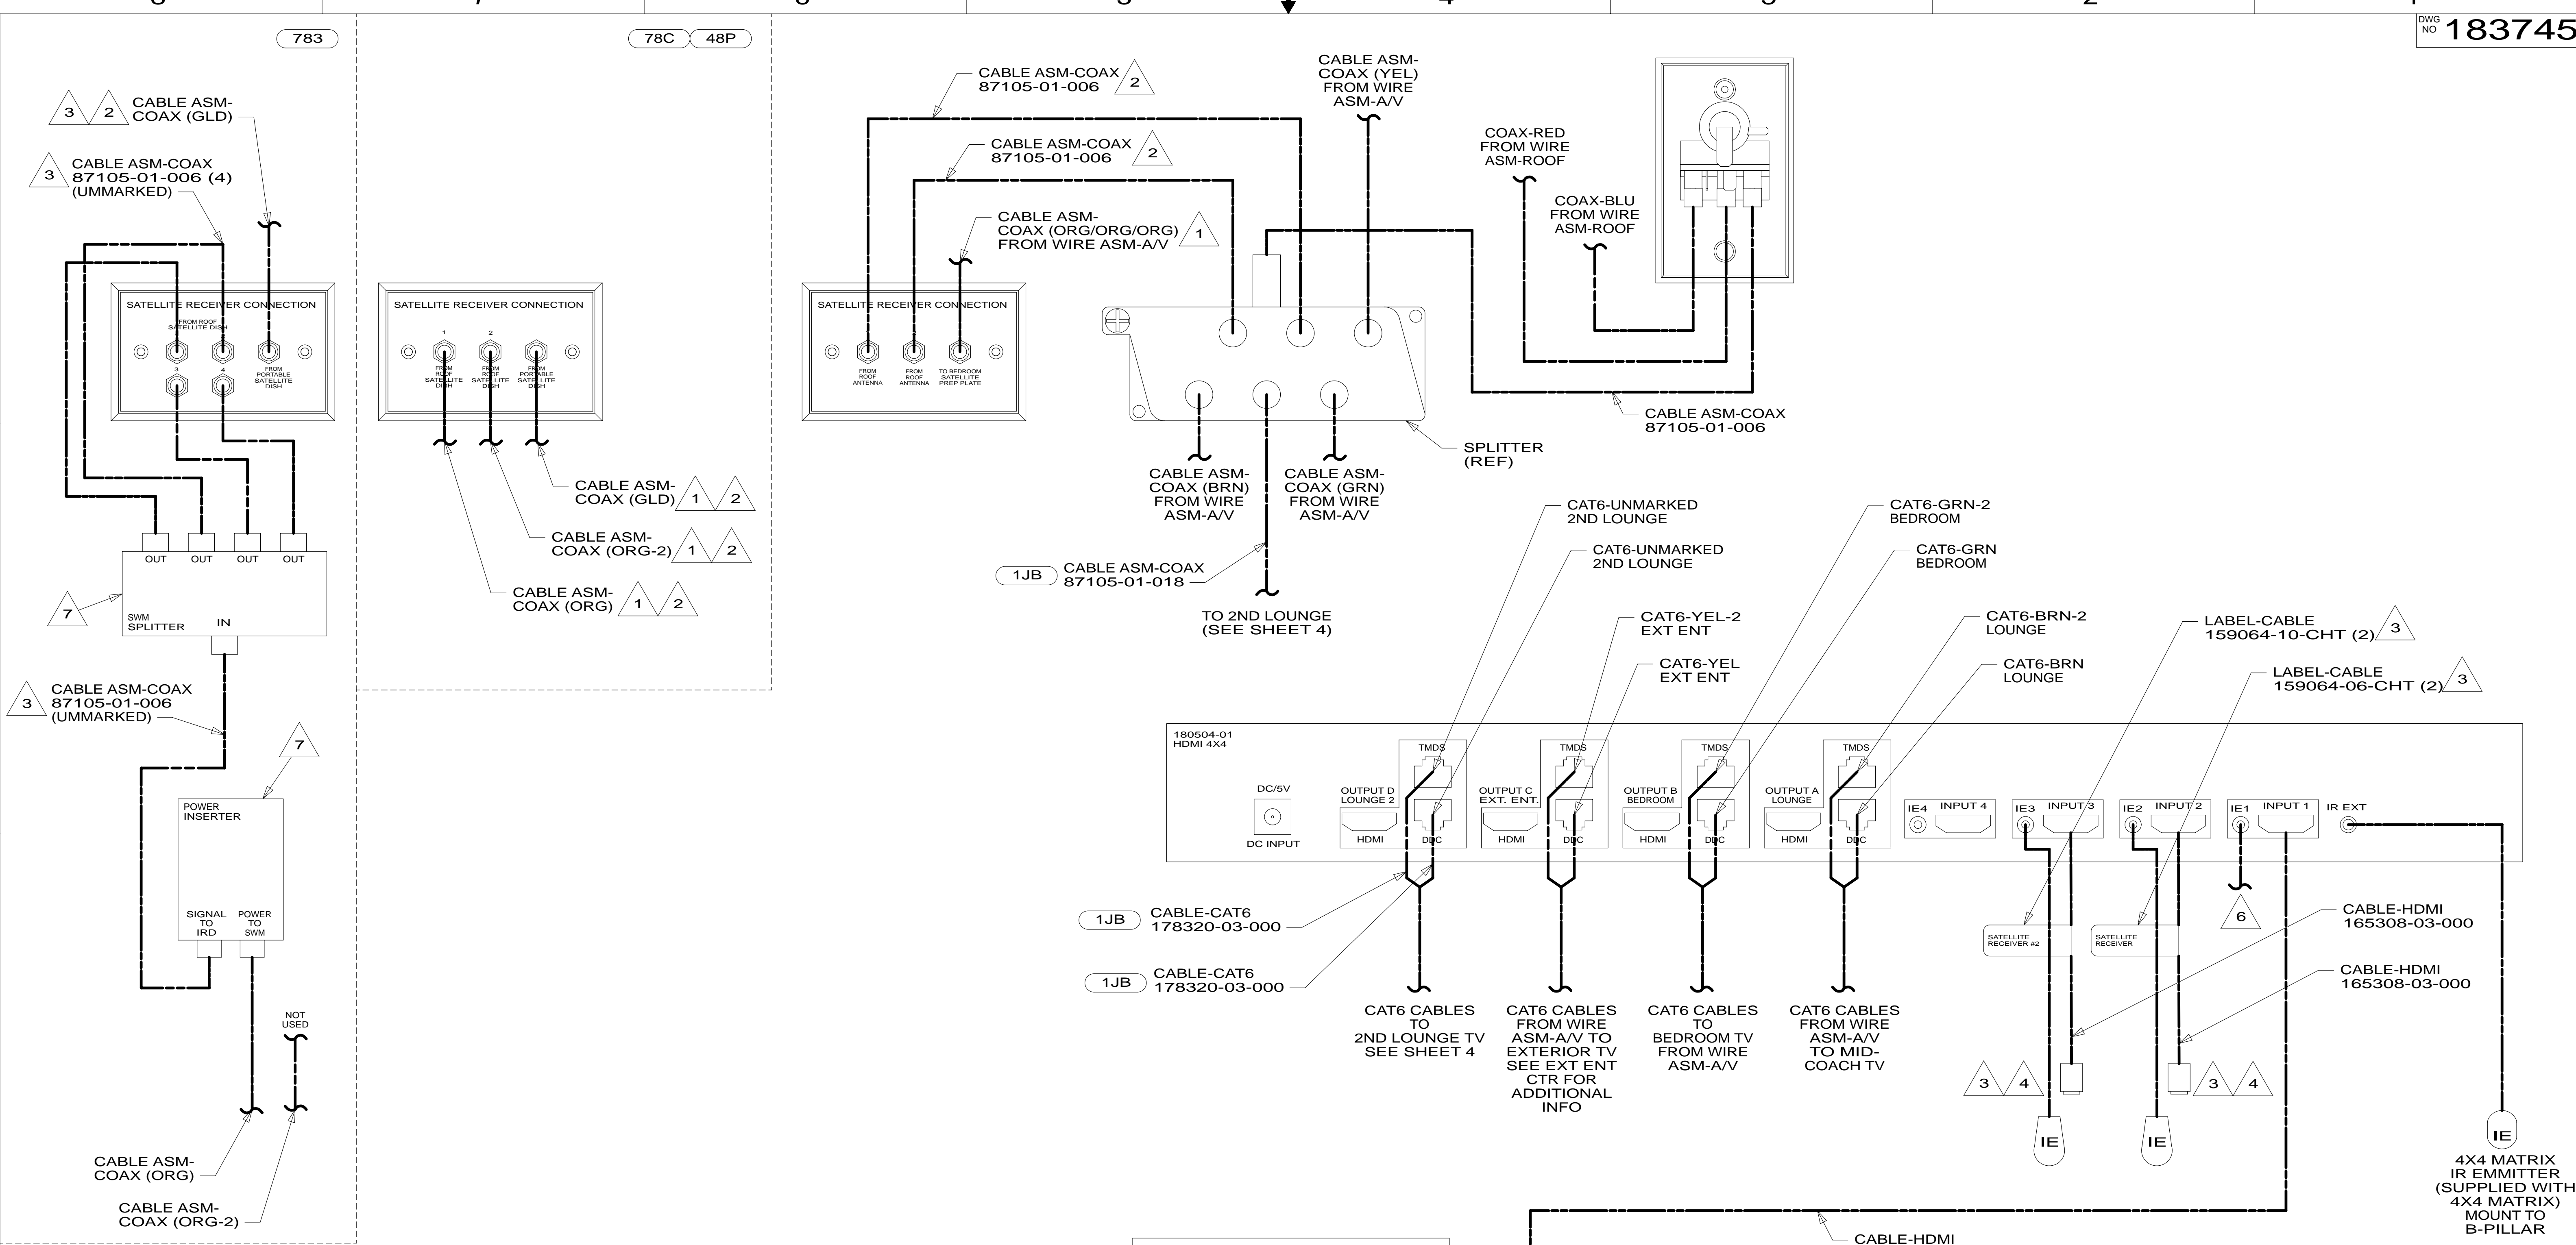 DWG
NO 183745
783
3 2 CABLE ASM-
COAX (GLD)
3 CABLE ASM-COAX
87105-01-006 (4)
(UMMARKED)
SATELLITE RECEIVER CONNECTION
FROM ROOF
SATELLITE DISH
3 4 FROM
PORTABLE
SATELLITE
DISH
OUT OUT OUT OUT
SWM
SPLITTER
IN
7
3 CABLE ASM-COAX
87105-01-006
(UMMARKED)
7
POWER
INSERTER
SIGNAL
TO
IRD
POWER
TO
SWM
NOT
USED
CABLE ASM-
COAX (ORG)
CABLE ASM-
COAX (ORG-2)
78C 48P
SATELLITE RECEIVER CONNECTION
1 2
FROM
ROOF
SATELLITE
DISH
FROM
ROOF
SATELLITE
DISH
FROM
PORTABLE
SATELLITE
DISH
CABLE ASM-
COAX (GLD) 1 2
CABLE ASM-
COAX (ORG-2) 1 2
CABLE ASM-
COAX (ORG) 1 2
CABLE ASM-COAX
87105-01-006 2
CABLE ASM-COAX
87105-01-006 2
CABLE ASM-
COAX (ORG/ORG/ORG)
FROM WIRE ASM-A/V 1
SATELLITE RECEIVER CONNECTION
FROM
ROOF
ANTENNA
FROM
ROOF
ANTENNA
TO BEDROOM
SATELLITE
PREP PLATE
CABLE ASM-
COAX (YEL)
FROM WIRE
ASM-A/V
COAX-RED
FROM WIRE
ASM-ROOF
COAX-BLU
FROM WIRE
ASM-ROOF
CABLE ASM-COAX
87105-01-006
SPLITTER
(REF)
CABLE ASM-
COAX (BRN)
FROM WIRE
ASM-A/V
CABLE ASM-
COAX (GRN)
FROM WIRE
ASM-A/V
1JB CABLE ASM-COAX
87105-01-018
TO 2ND LOUNGE
(SEE SHEET 4)
CAT6-UNMARKED
2ND LOUNGE
CAT6-UNMARKED
2ND LOUNGE
CAT6-YEL-2
EXT ENT
CAT6-YEL
EXT ENT
CAT6-GRN-2
BEDROOM
CAT6-GRN
BEDROOM
CAT6-BRN-2
LOUNGE
CAT6-BRN
LOUNGE
LABEL-CABLE
159064-10-CHT (2) 3
LABEL-CABLE
159064-06-CHT (2) 3
180504-01
HDMI 4X4
DC/5V
DC INPUT
OUTPUT D
LOUNGE 2
HDMI
TMDS
DDC
OUTPUT C
EXT. ENT.
HDMI
TMDS
DDC
OUTPUT B
BEDROOM
HDMI
TMDS
DDC
OUTPUT A
LOUNGE
HDMI
TMDS
DDC
IE4 INPUT 4
IE3 INPUT 3
IE2 INPUT 2
IE1 INPUT 1
IR EXT
1JB CABLE-CAT6
178320-03-000
1JB CABLE-CAT6
178320-03-000
CAT6 CABLES
TO
2ND LOUNGE TV
SEE SHEET 4
CAT6 CABLES
FROM WIRE
ASM-A/V TO
EXTERIOR TV
SEE EXT ENT
CTR FOR
ADDITIONAL
INFO
CAT6 CABLES
TO
BEDROOM TV
FROM WIRE
ASM-A/V
CAT6 CABLES
FROM WIRE
ASM-A/V
TO MID-
COACH TV
SATELLITE
RECEIVER #2
SATELLITE
RECEIVER
6
CABLE-HDMI
165308-03-000
CABLE-HDMI
165308-03-000
3 4
3 4
IE
IE
IE
4X4 MATRIX
IR EMMITTER
(SUPPLIED WITH
4X4 MATRIX)
MOUNT TO
B-PILLAR
CABLE-HDMI